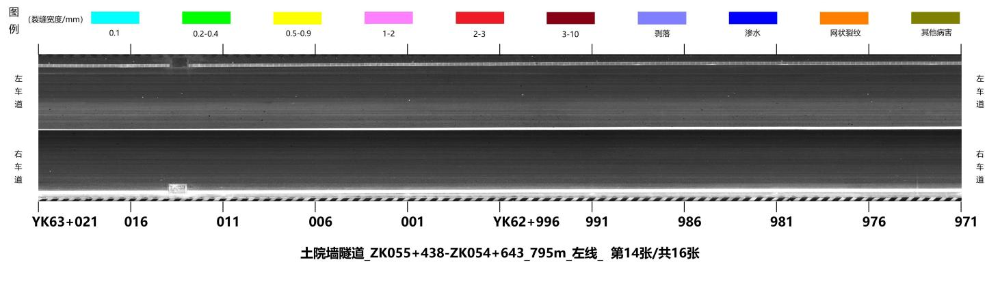 图例 (裂缝宽度/mm)
0.1 0.2-0.4 0.5-0.9 1-2 2-3 3-10 剥落 渗水 网状裂纹 其他病害
左车道 左车道
右车道 右车道
YK63+021 016 011 006 001 YK62+996 991 986 981 976 971
土院墙隧道_ZK055+438-ZK054+643_795m_左线_ 第14张/共16张